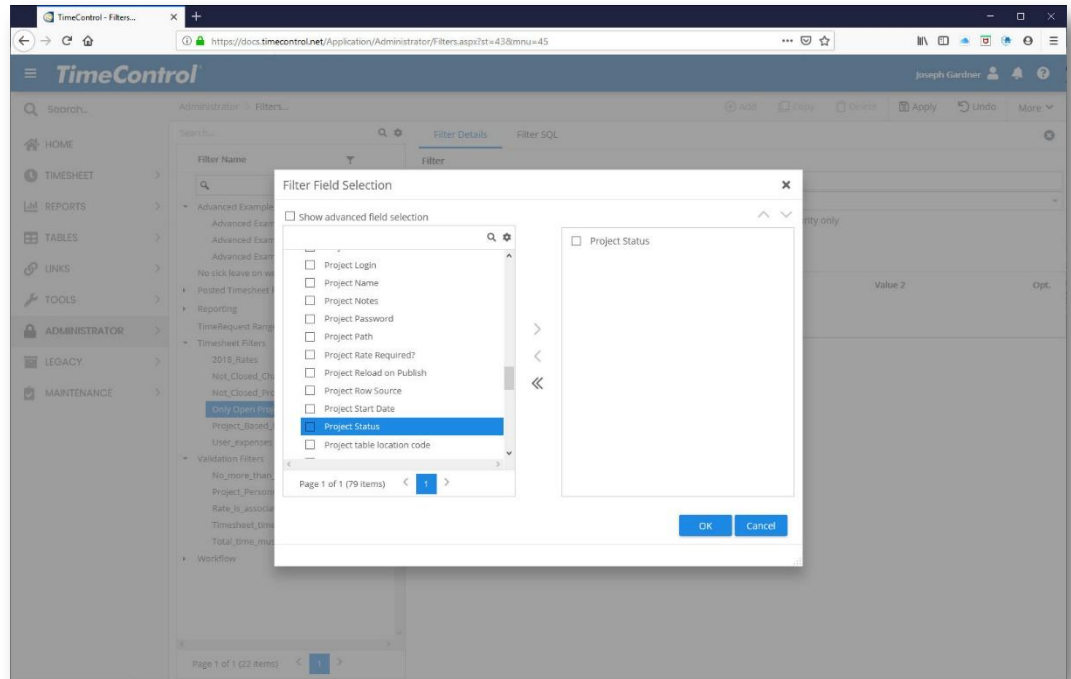 TimeControl - Filters...
https://docs.timecontrol.net/Application/Administrator/Filters.aspx?st=43&mnu=45
TimeControl
Joseph Gardner
Search...
Administrator > Filters...
Add Copy Delete Apply Undo More
HOME
TIMESHEET
REPORTS
TABLES
LINKS
TOOLS
ADMINISTRATOR
LEGACY
MAINTENANCE
Search...
Filter Details Filter SQL
Filter Name
Filter
Advanced Example
Advanced Exam
Advanced Exam
Advanced Exam
No sick leave on we
Posted Timesheet
Reporting
TimeRequest Rang
Timesheet Filters
2018_Rates
Not_Closed_Ch
Not_Closed_Pro
Only Open Proj
Project_Based_
User_expenses
Validation Filters
No_more_than_
Project_Person
Rate_is_associa
Timesheet_time
Total_time_mus
Workflow
Page 1 of 1 (22 items) 1
only
Value 2 Opt.
Filter Field Selection
Show advanced field selection
Project Login
Project Name
Project Notes
Project Password
Project Path
Project Rate Required?
Project Reload on Publish
Project Row Source
Project Start Date
Project Status
Project table location code
Page 1 of 1 (79 items) 1
Project Status
OK Cancel